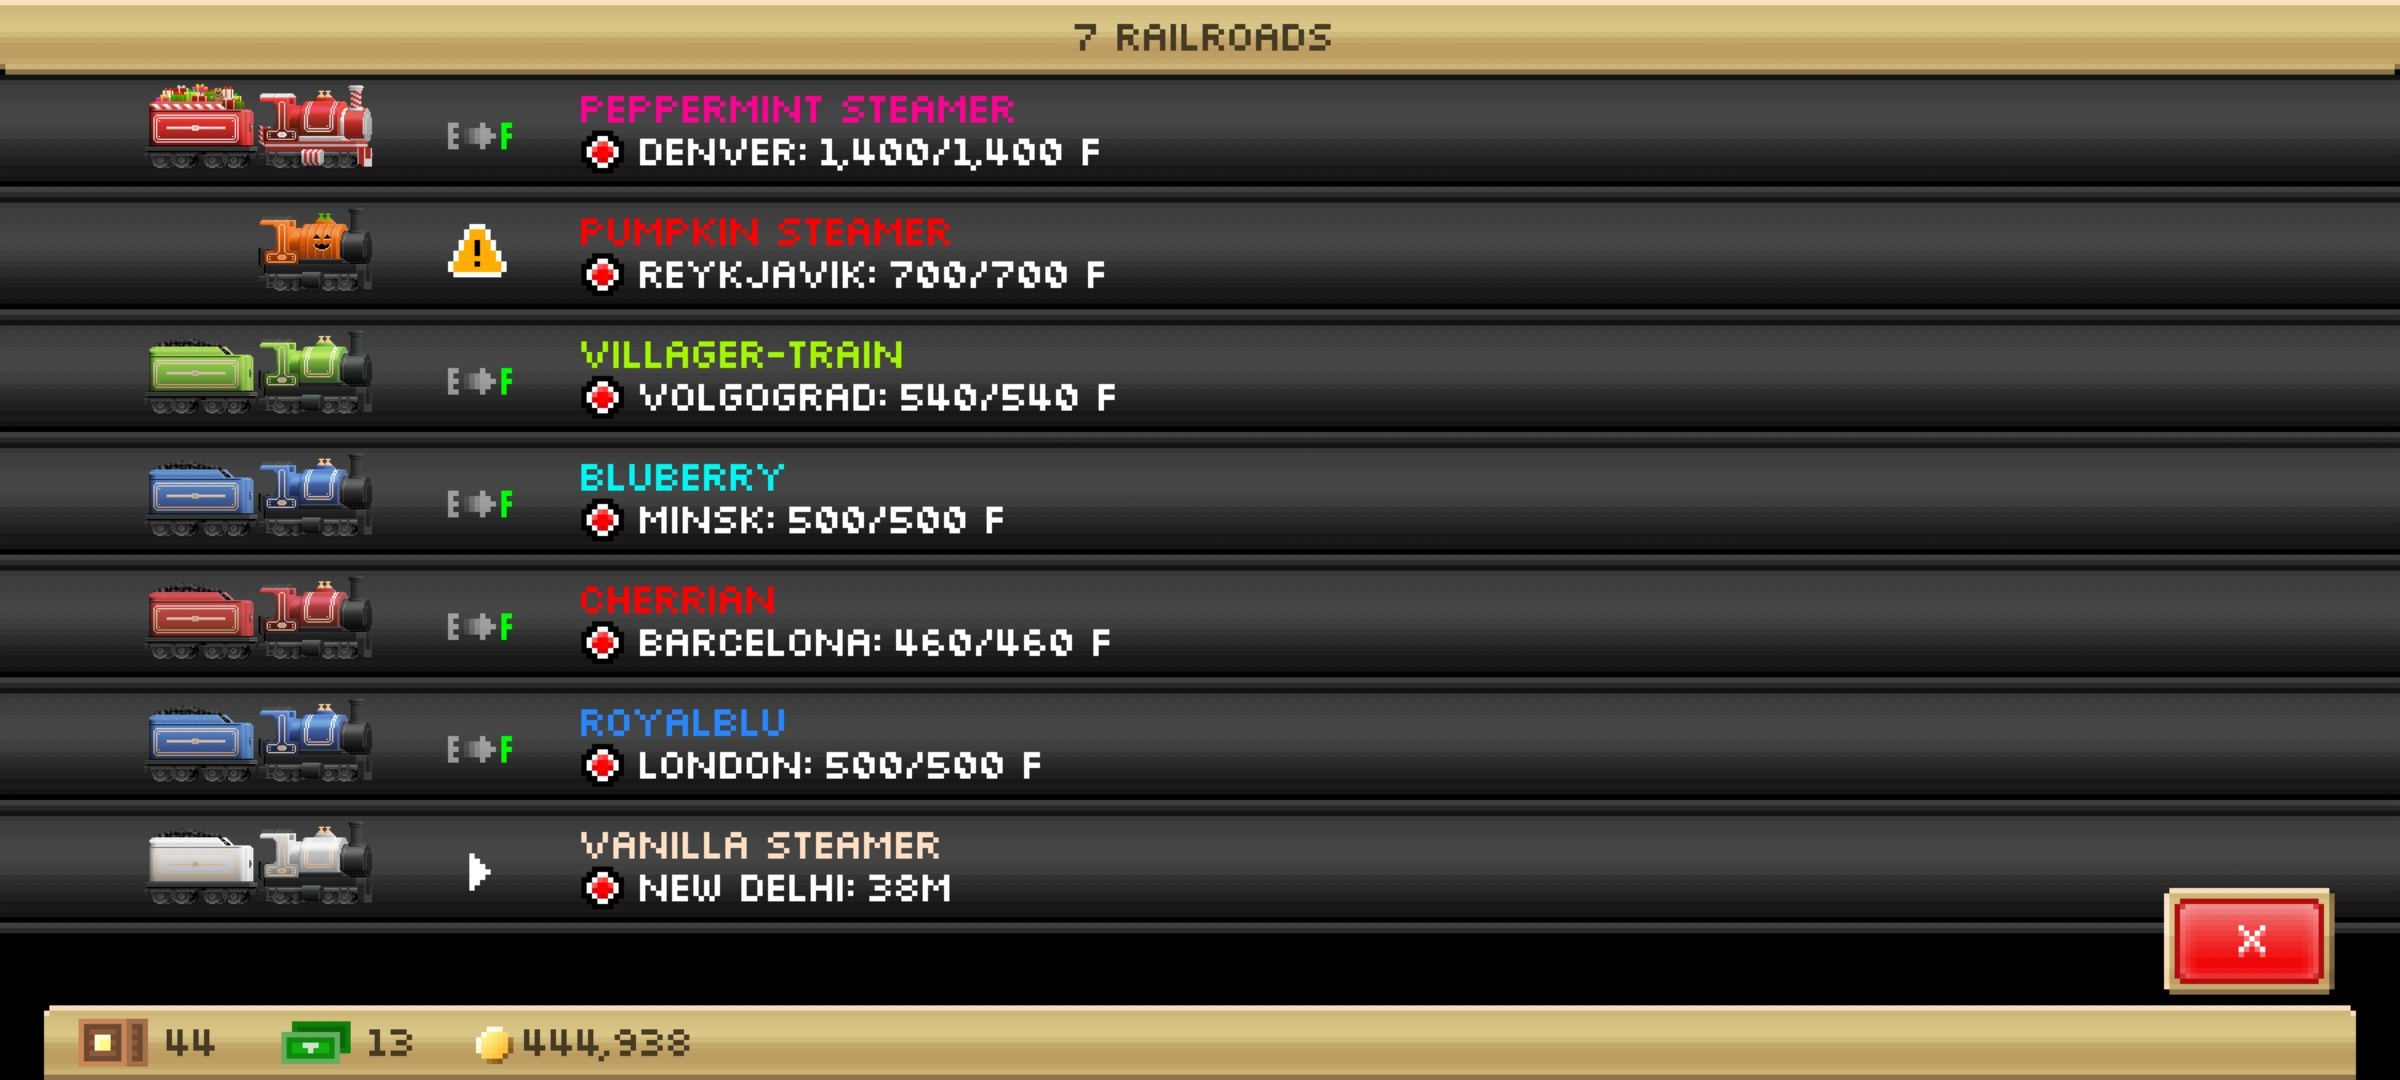 7 RAILROADS
PEPPERMINT STEAMER
E F
DENVER: 1,400/1,400 F
PUMPKIN STEAMER
!
REYKJAVIK: 700/700 F
VILLAGER-TRAIN
E F
VOLGOGRAD: 540/540 F
BLUBERRY
E F
MINSK: 500/500 F
CHERRIAN
E F
BARCELONA: 460/460 F
ROYALBLU
E F
LONDON: 500/500 F
VANILLA STEAMER
NEW DELHI: 38M
X
44 13 444,938